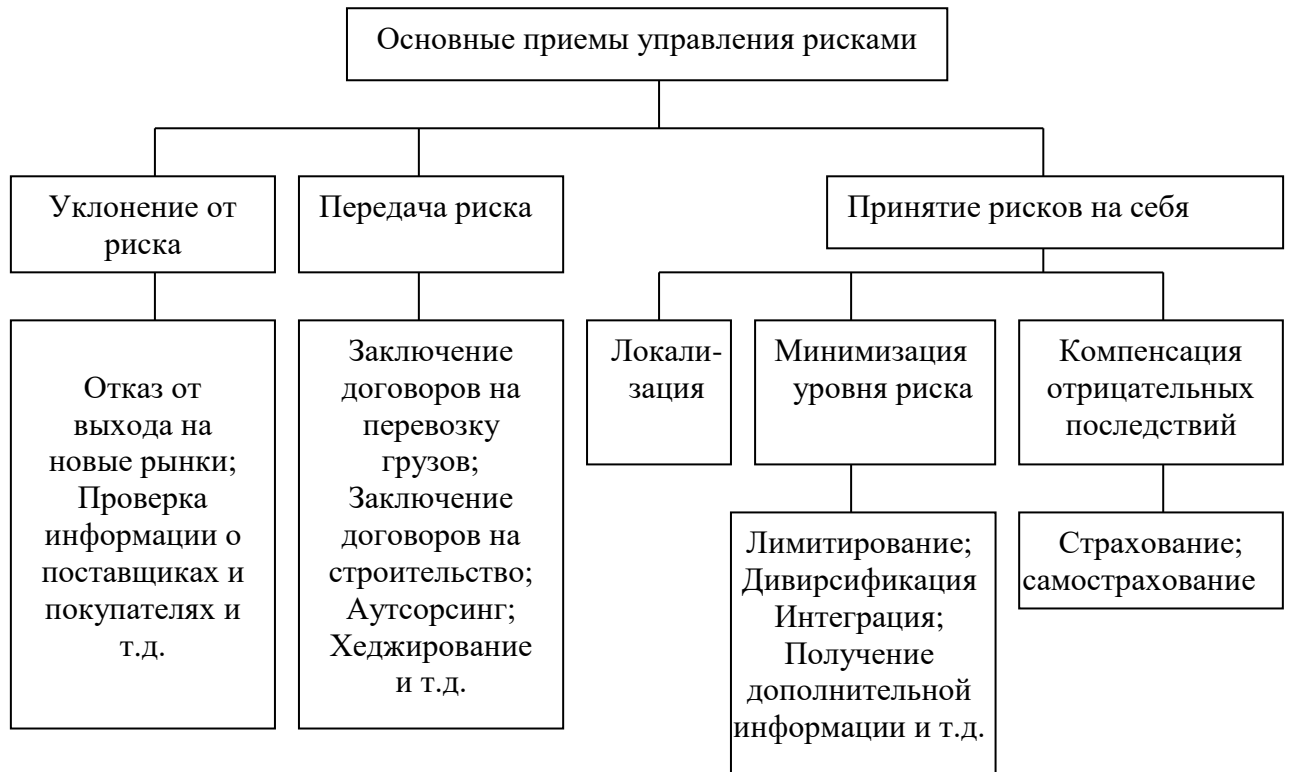 Основные приемы управления рисками
Уклонение от
риска
Передача риска
Принятие рисков на себя
Отказ от
выхода на
новые рынки;
Проверка
информации о
поставщиках и
покупателях и
т.д.
Заключение
договоров на
перевозку
грузов;
Заключение
договоров на
строительство;
Аутсорсинг;
Хеджирование
и т.д.
Локали-
зация
Минимизация
уровня риска
Компенсация
отрицательных
последствий
Лимитирование;
Дивирсификация
Интеграция;
Получение
дополнительной
информации и т.д.
Страхование;
самострахование